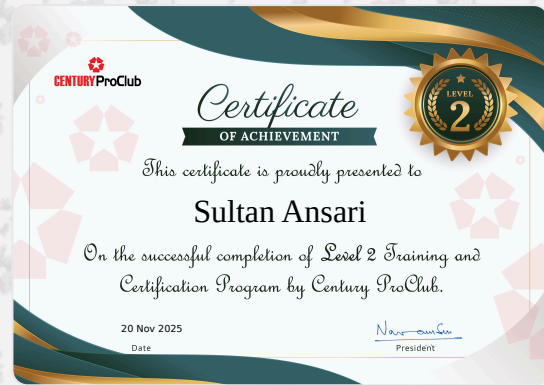 CENTURY ProClub
LEVEL
2
Certificate
OF ACHIEVEMENT
This certificate is proudly presented to
Sultan Ansari
On the successful completion of Level 2 Training and
Certification Program by Century ProClub.
20 Nov 2025
Date
President